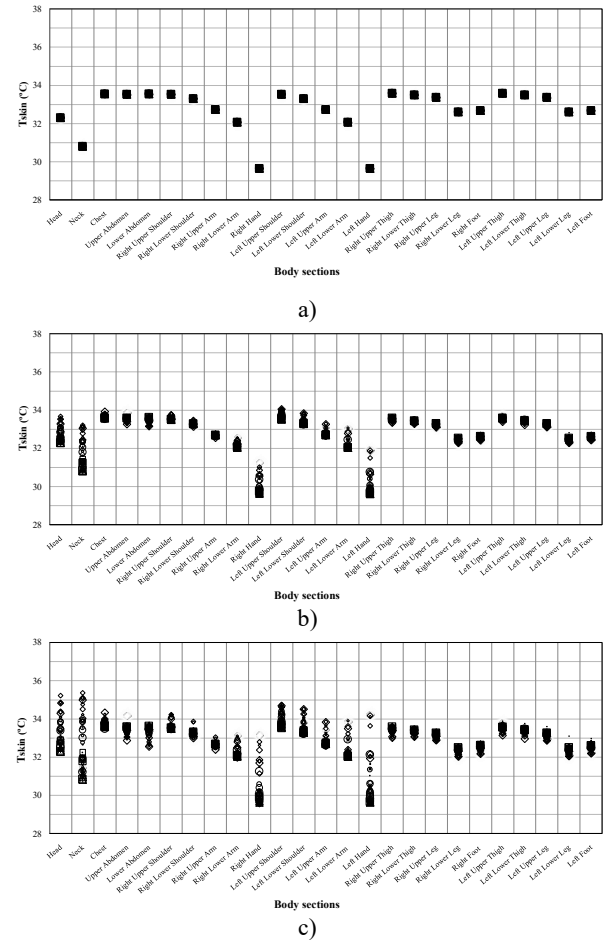 38
36
34
32
30
28
Tskin (ºC)
Head
Neck
Chest
Upper Abdomen
Lower Abdomen
Right Upper Shoulder
Right Lower Shoulder
Right Upper Arm
Right Lower Arm
Right Hand
Left Upper Shoulder
Left Lower Shoulder
Left Upper Arm
Left Lower Arm
Left Hand
Right Upper Thigh
Right Lower Thigh
Right Upper Leg
Right Lower Leg
Right Foot
Left Upper Thigh
Left Lower Thigh
Left Upper Leg
Left Lower Leg
Left Foot
Body sections
a)
38
36
34
32
30
28
Tskin (ºC)
Head
Neck
Chest
Upper Abdomen
Lower Abdomen
Right Upper Shoulder
Right Lower Shoulder
Right Upper Arm
Right Lower Arm
Right Hand
Left Upper Shoulder
Left Lower Shoulder
Left Upper Arm
Left Lower Arm
Left Hand
Right Upper Thigh
Right Lower Thigh
Right Upper Leg
Right Lower Leg
Right Foot
Left Upper Thigh
Left Lower Thigh
Left Upper Leg
Left Lower Leg
Left Foot
Body sections
b)
38
36
34
32
30
28
Tskin (ºC)
Head
Neck
Chest
Upper Abdomen
Lower Abdomen
Right Upper Shoulder
Right Lower Shoulder
Right Upper Arm
Right Lower Arm
Right Hand
Left Upper Shoulder
Left Lower Shoulder
Left Upper Arm
Left Lower Arm
Left Hand
Right Upper Thigh
Right Lower Thigh
Right Upper Leg
Right Lower Leg
Right Foot
Left Upper Thigh
Left Lower Thigh
Left Upper Leg
Left Lower Leg
Left Foot
Body sections
c)